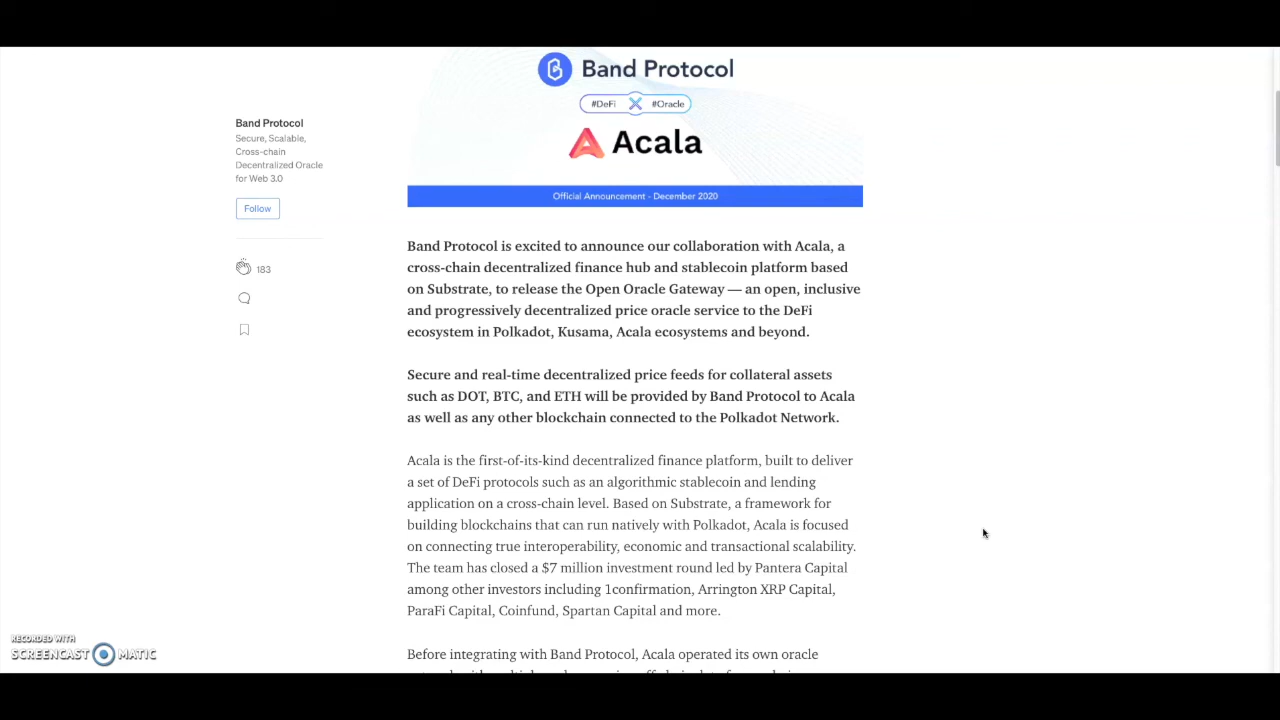 Band Protocol
#DeFi #Oracle
Acala
Official Announcement - December 2020
Band Protocol
Secure, Scalable,
Cross-chain
Decentralized Oracle
for Web 3.0
Follow
183
Band Protocol is excited to announce our collaboration with Acala, a
cross-chain decentralized finance hub and stablecoin platform based
on Substrate, to release the Open Oracle Gateway — an open, inclusive
and progressively decentralized price oracle service to the DeFi
ecosystem in Polkadot, Kusama, Acala ecosystems and beyond.
Secure and real-time decentralized price feeds for collateral assets
such as DOT, BTC, and ETH will be provided by Band Protocol to Acala
as well as any other blockchain connected to the Polkadot Network.
Acala is the first-of-its-kind decentralized finance platform, built to deliver
a set of DeFi protocols such as an algorithmic stablecoin and lending
application on a cross-chain level. Based on Substrate, a framework for
building blockchains that can run natively with Polkadot, Acala is focused
on connecting true interoperability, economic and transactional scalability.
The team has closed a $7 million investment round led by Pantera Capital
among other investors including 1confirmation, Arrington XRP Capital,
ParaFi Capital, Coinfund, Spartan Capital and more.
Before integrating with Band Protocol, Acala operated its own oracle
RECORDED WITH
SCREENCAST MATIC